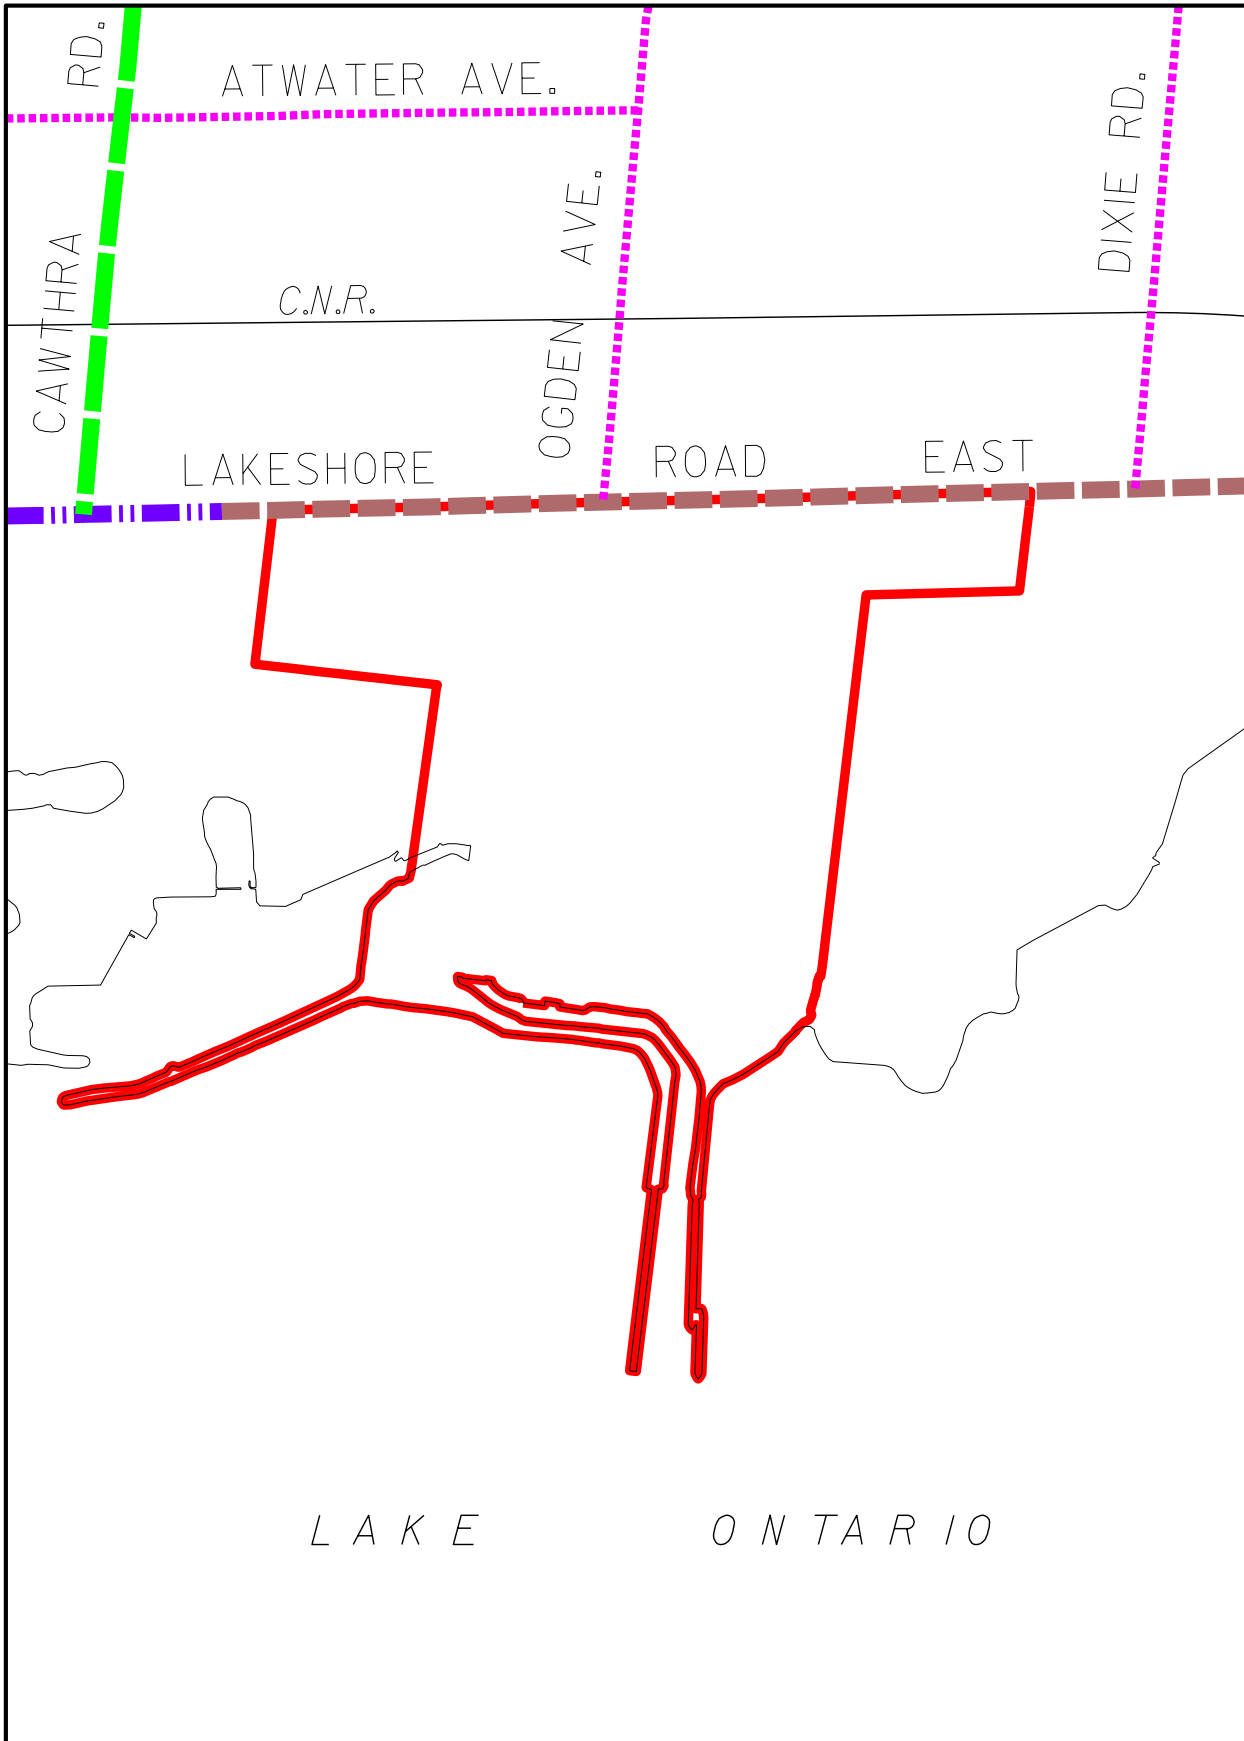 ATWATER AVE.
CAWTHRA RD.
C.N.R.
OGDEN AVE.
DIXIE RD.
LAKESHORE ROAD EAST
LAKE ONTARIO